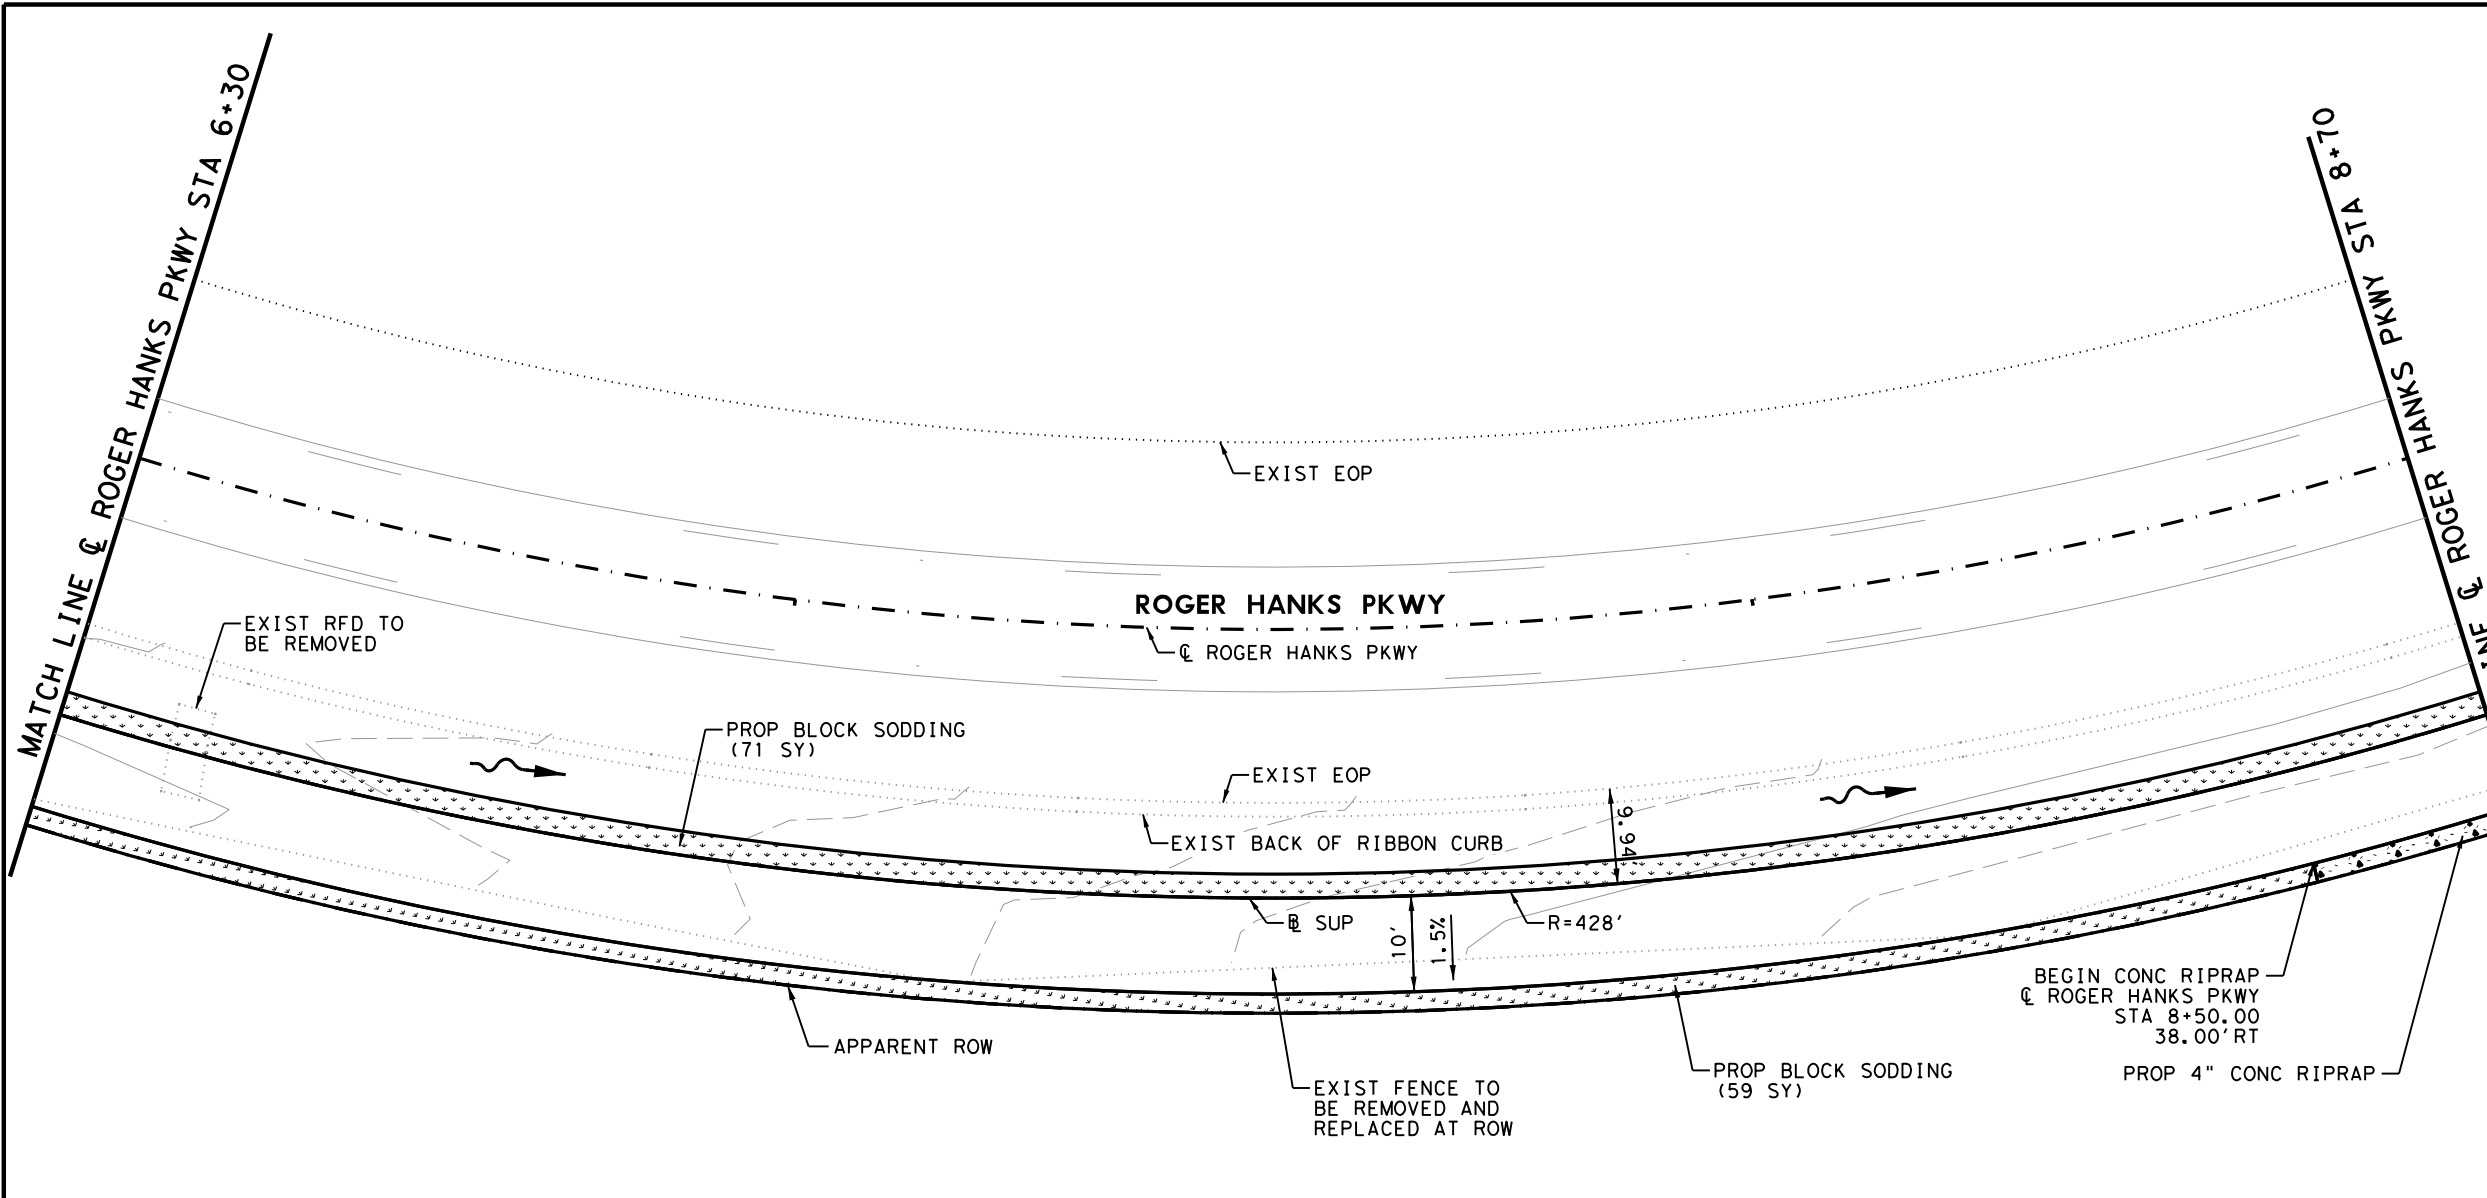 MATCH LINE ℄ ROGER HANKS PKWY STA 6+30
INE ℄ ROGER HANKS PKWY STA 8+70
EXIST EOP
ROGER HANKS PKWY
℄ ROGER HANKS PKWY
EXIST RFD TO
BE REMOVED
PROP BLOCK SODDING
(71 SY)
EXIST EOP
EXIST BACK OF RIBBON CURB
9.94'
BL SUP
R=428'
10'
1.5%
APPARENT ROW
EXIST FENCE TO
BE REMOVED AND
REPLACED AT ROW
PROP BLOCK SODDING
(59 SY)
BEGIN CONC RIPRAP
℄ ROGER HANKS PKWY
STA 8+50.00
38.00'RT
PROP 4" CONC RIPRAP